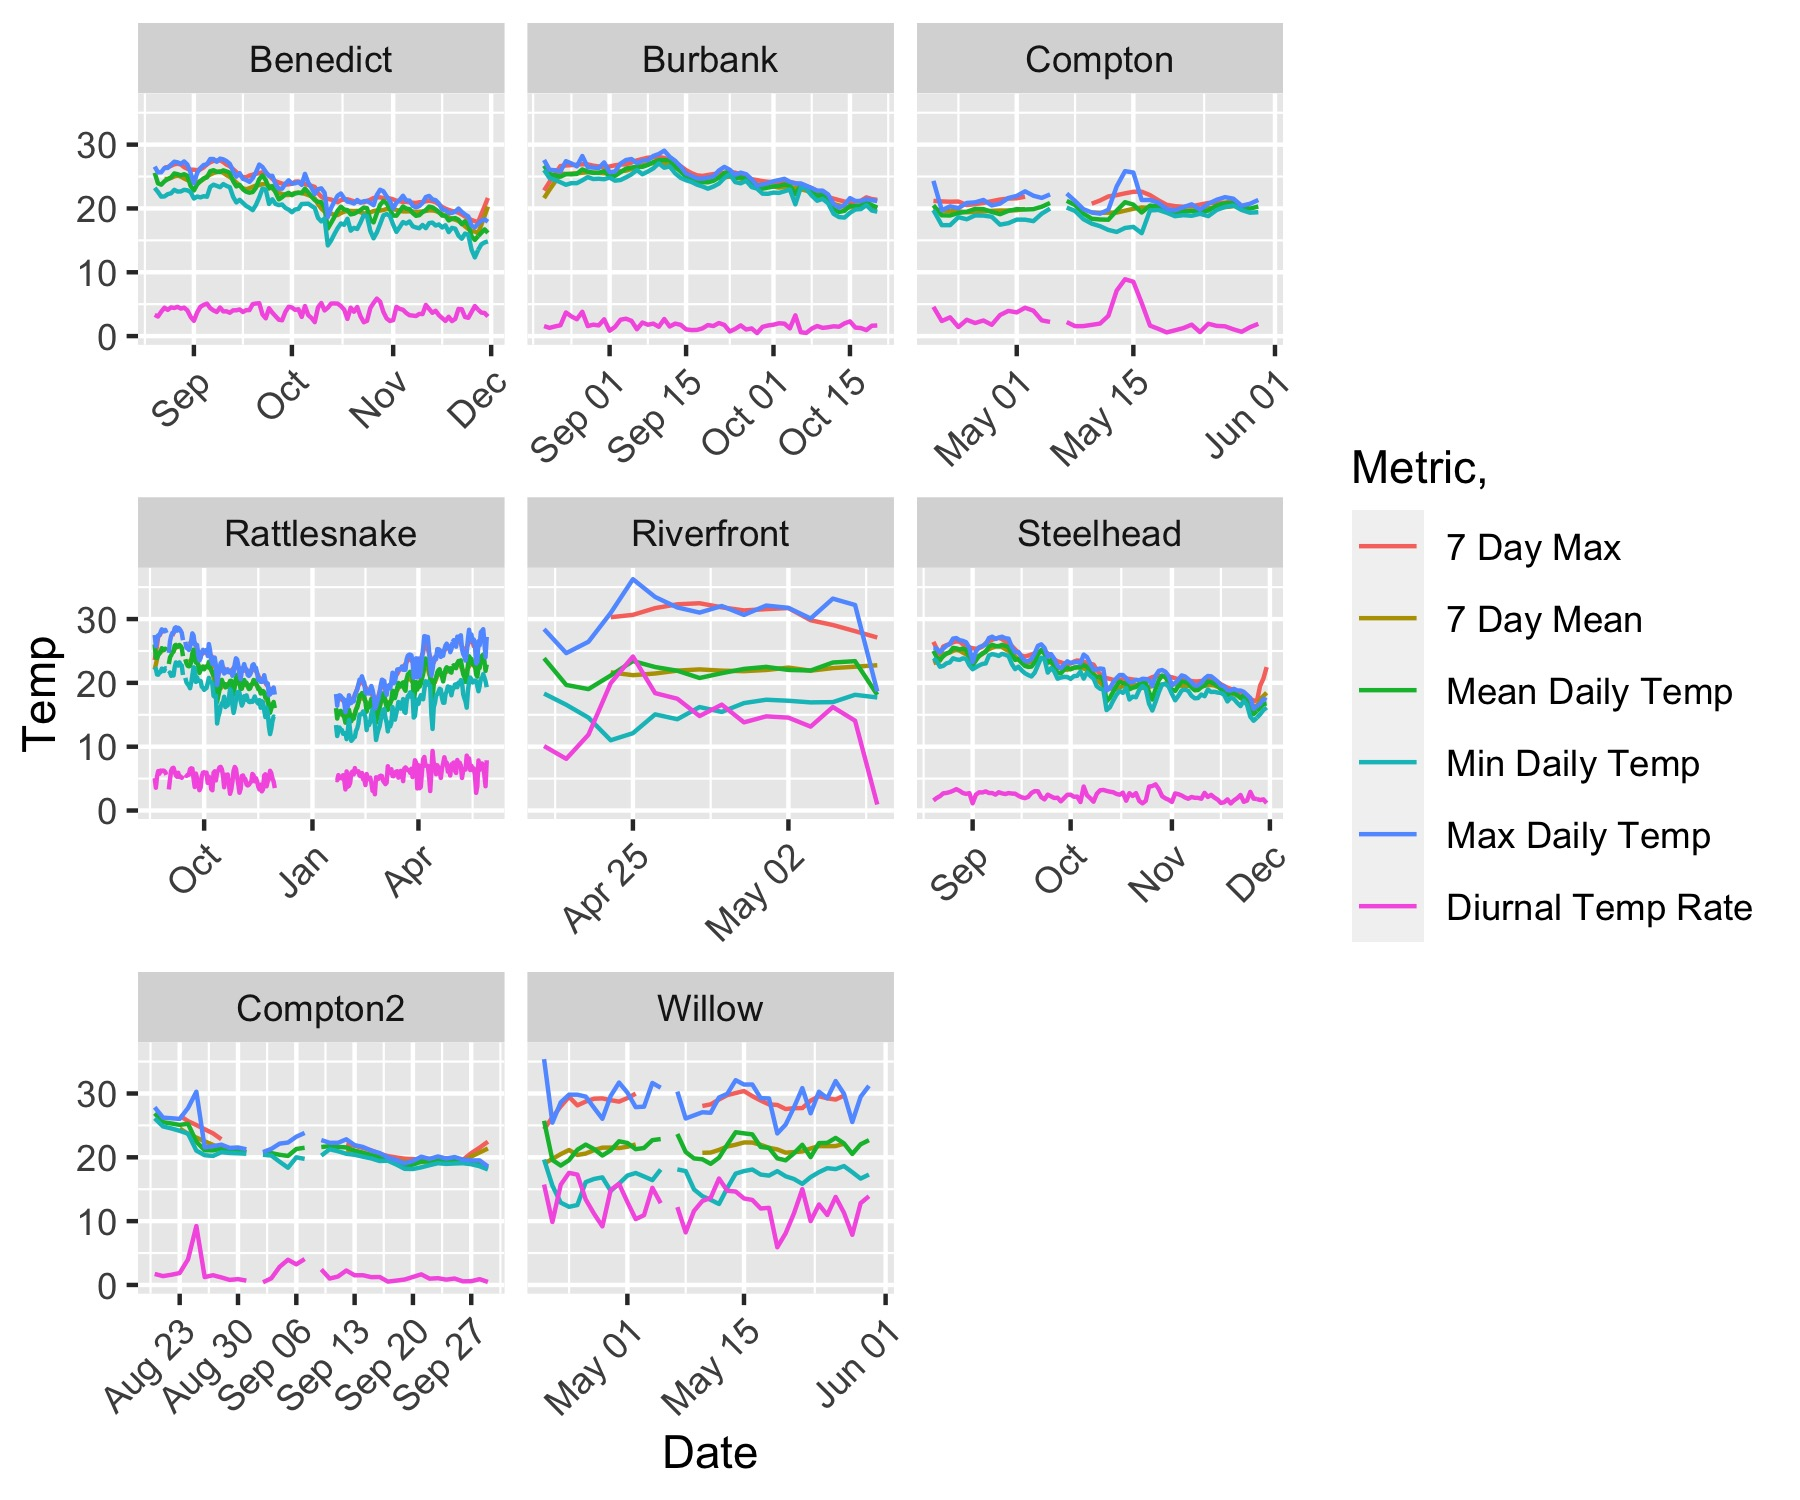 Benedict
Burbank
Compton
30
20
10
0
Sep
Oct
Nov
Dec
Sep 01
Sep 15
Oct 01
Oct 15
May 01
May 15
Jun 01
Rattlesnake
Riverfront
Steelhead
30
20
10
0
Oct
Jan
Apr
Apr 25
May 02
Sep
Oct
Nov
Dec
Compton2
Willow
30
20
10
0
Aug 23
Aug 30
Sep 06
Sep 13
Sep 20
Sep 27
May 01
May 15
Jun 01
Temp
Date
Metric,
7 Day Max
7 Day Mean
Mean Daily Temp
Min Daily Temp
Max Daily Temp
Diurnal Temp Rate